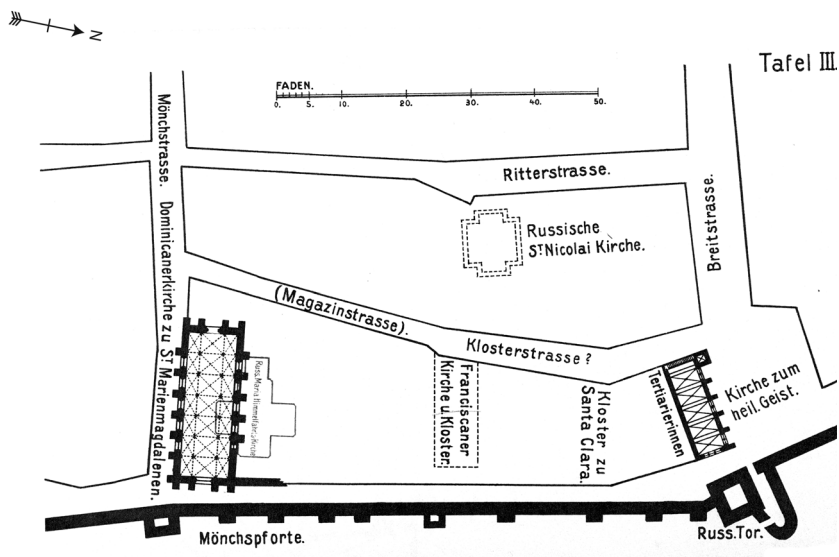 N
Tafel III.
FADEN.
0. 5. 10. 20. 30. 40. 50.
Mönchstrasse.
Ritterstrasse.
Breitstrasse.
Russische
St Nicolai Kirche.
Dominicanerkirche zu St Marienmagdalenen.
(Magazinstrasse).
Klosterstrasse?
Franciscaner
Kirche u. Kloster.
Kloster zu
Santa Clara.
Tertiarierinnen
Kirche zum
heil. Geist.
Mönchspforte.
Russ. Tor.